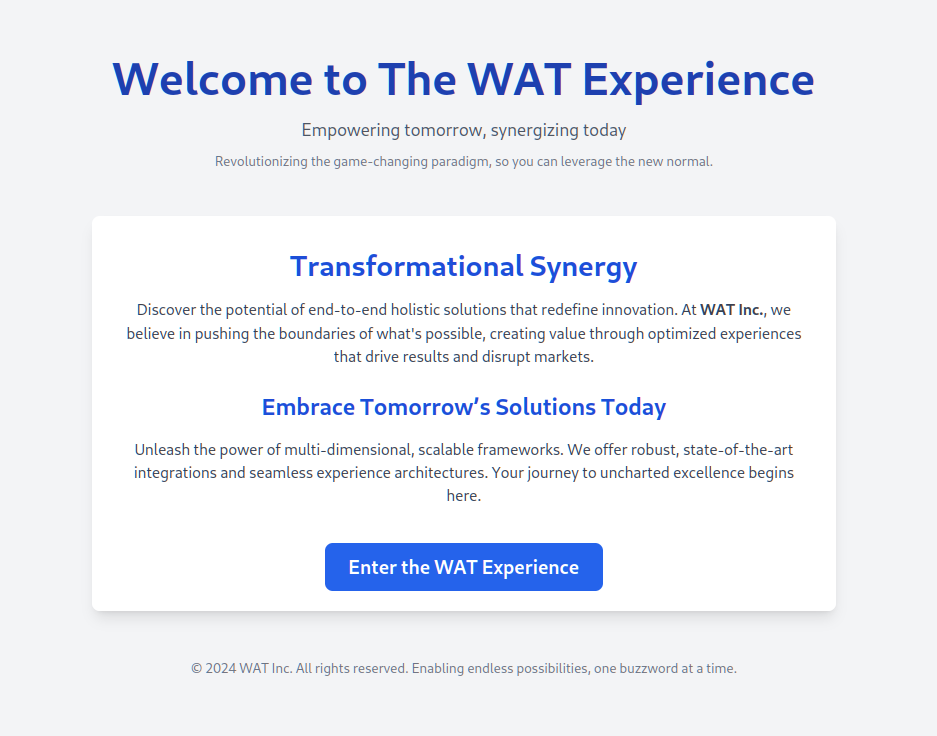 Welcome to The WAT Experience
Empowering tomorrow, synergizing today
Revolutionizing the game-changing paradigm, so you can leverage the new normal.
Transformational Synergy
Discover the potential of end-to-end holistic solutions that redefine innovation. At WAT Inc., we
believe in pushing the boundaries of what's possible, creating value through optimized experiences
that drive results and disrupt markets.
Embrace Tomorrow’s Solutions Today
Unleash the power of multi-dimensional, scalable frameworks. We offer robust, state-of-the-art
integrations and seamless experience architectures. Your journey to uncharted excellence begins
here.
Enter the WAT Experience
© 2024 WAT Inc. All rights reserved. Enabling endless possibilities, one buzzword at a time.